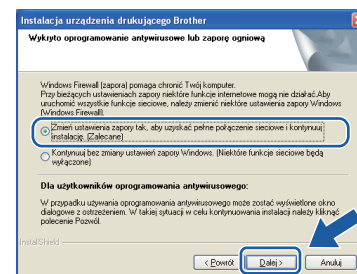 Instalacja urządzenia drukującego Brother
Wykryto oprogramowanie antywirusowe lub zaporę ogniową
Windows Firewall (zapora) pomaga chronić Twój komputer.
Przy bieżących ustawieniach zapory niektóre funkcje internetowe mogą nie działać. Aby
uruchomić wszystkie funkcje sieciowe, należy zmienić niektóre ustawienia zapory Windows
(Windows Firewall).
Zmień ustawienia zapory tak, aby uzyskać pełne połączenie sieciowe i kontynuuj
instalację. (Zalecane)
Kontynuuj bez zmiany ustawień zapory Windows. (Niektóre funkcje sieciowe będą
wyłączone)
Dla użytkowników oprogramowania antywirusowego:
W przypadku używania oprogramowania antywirusowego może zostać wyświetlone okno
dialogowe z ostrzeżeniem. W takiej sytuacji w celu kontynuowania instalacji należy kliknąć
polecenie Pozwól.
InstallShield
< Powrót
Dalej >
Anuluj